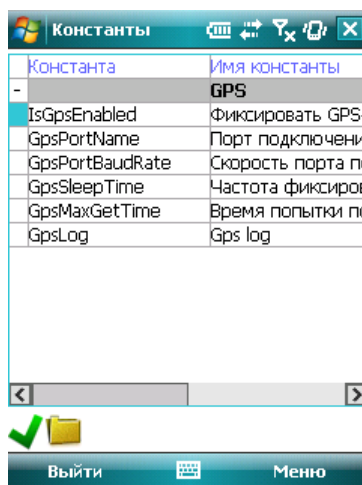 Константы
Константа Имя константы
- GPS
IsGpsEnabled Фиксировать GPS-
GpsPortName Порт подключени
GpsPortBaudRate Скорость порта п
GpsSleepTime Частота фиксиров
GpsMaxGetTime Время попытки п
GpsLog Gps log
Выйти Меню